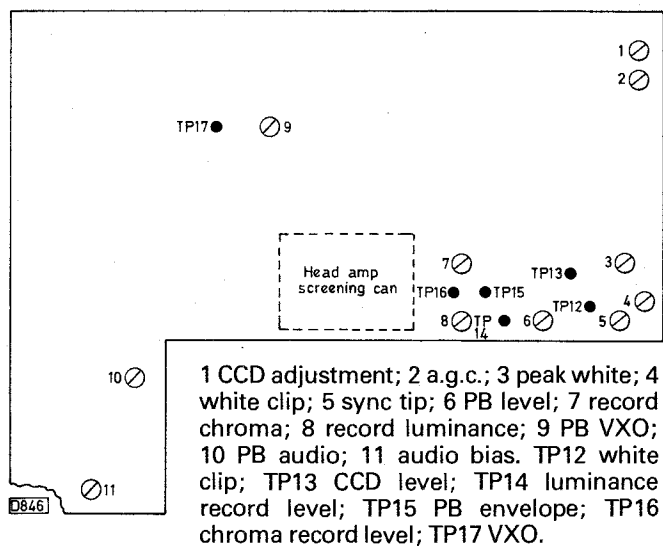 1
2
TP17
9
Head amp
screening can
7
TP13
3
TP16
TP15
4
TP12
8
TP
14
6
5
10
11
D846
1 CCD adjustment; 2 a.g.c.; 3 peak white; 4
white clip; 5 sync tip; 6 PB level; 7 record
chroma; 8 record luminance; 9 PB VXO;
10 PB audio; 11 audio bias. TP12 white
clip; TP13 CCD level; TP14 luminance
record level; TP15 PB envelope; TP16
chroma record level; TP17 VXO.